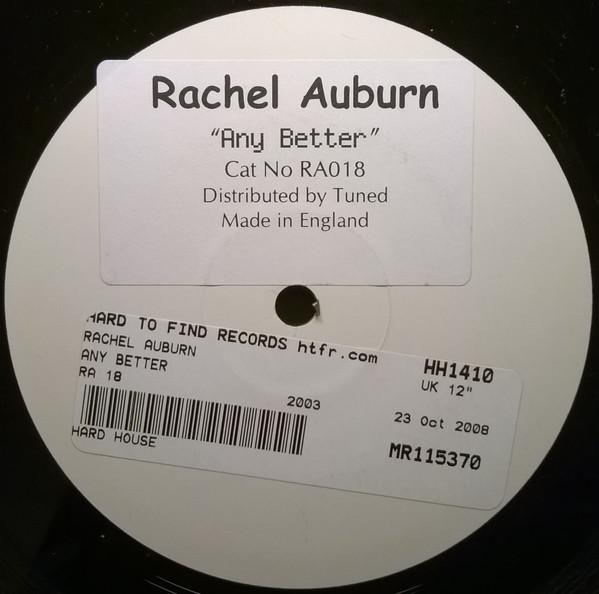 Rachel Auburn
“Any Better”
Cat No RA018
Distributed by Tuned
Made in England
HARD TO FIND RECORDS htfr.com
RACHEL AUBURN
ANY BETTER
RA 18
2003
HARD HOUSE
HH1410
UK 12"
23 Oct 2008
MR115370